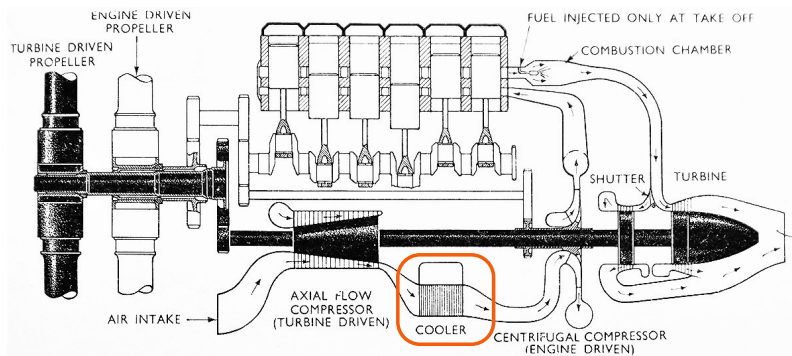 ENGINE DRIVEN
PROPELLER
TURBINE DRIVEN
PROPELLER
FUEL INJECTED ONLY AT TAKE OFF
COMBUSTION CHAMBER
SHUTTER
TURBINE
AIR INTAKE
AXIAL FLOW
COMPRESSOR
(TURBINE DRIVEN)
COOLER
CENTRIFUGAL COMPRESSOR
(ENGINE DRIVEN)